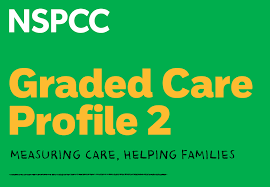 NSPCC
Graded Care
Profile 2
MEASURING CARE, HELPING FAMILIES